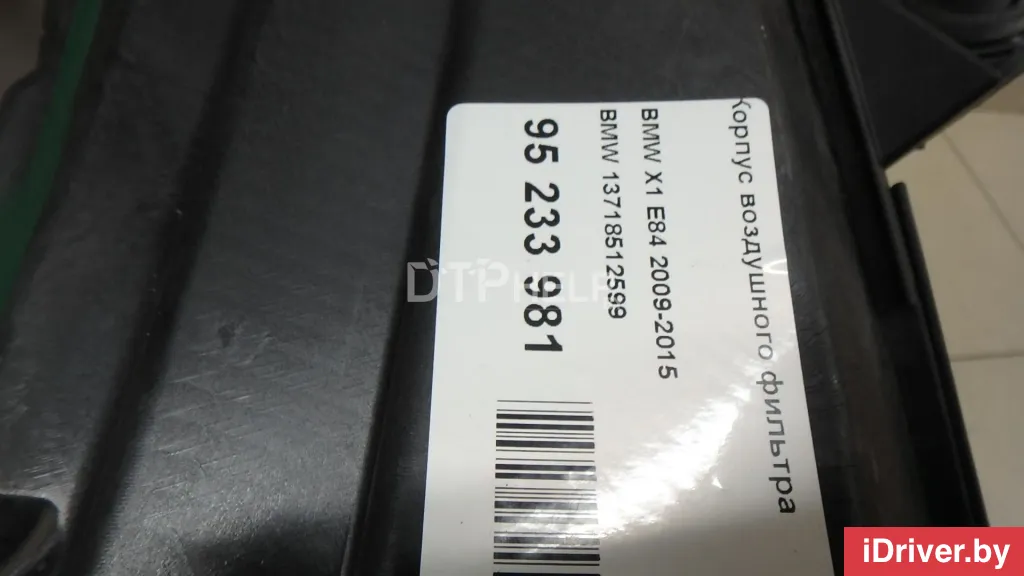 Корпус воздушного фильтра
BMW X1 E84 2009-2015
BMW 13718512599
95 233 981
DTPHELP
iDriver.by